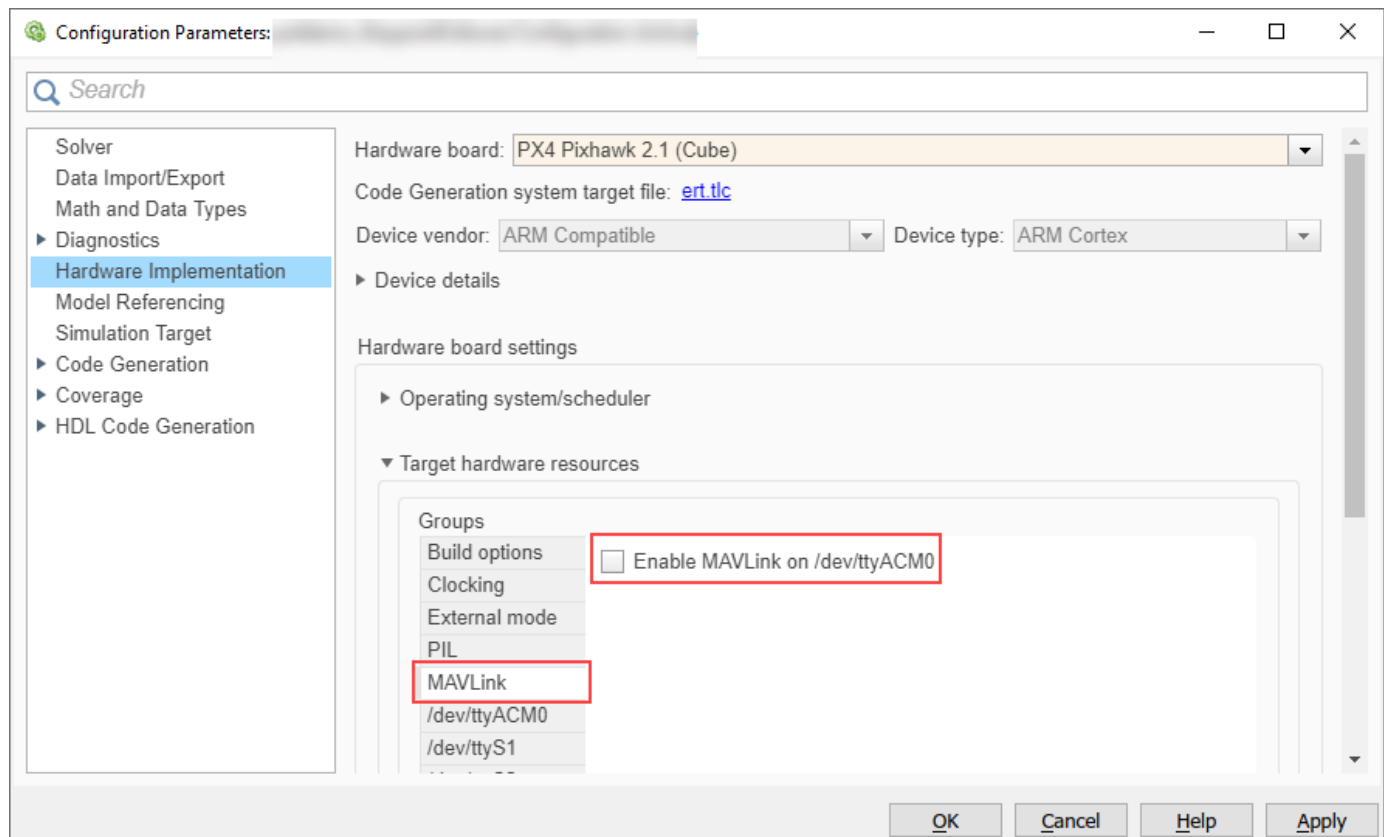 Configuration Parameters:
Search
Solver
Data Import/Export
Math and Data Types
Diagnostics
Hardware Implementation
Model Referencing
Simulation Target
Code Generation
Coverage
HDL Code Generation
Hardware board: PX4 Pixhawk 2.1 (Cube)
Code Generation system target file: ert.tlc
Device vendor: ARM Compatible Device type: ARM Cortex
Device details
Hardware board settings
Operating system/scheduler
Target hardware resources
Groups
Build options
Clocking
External mode
PIL
MAVLink
/dev/ttyACM0
/dev/ttyS1
Enable MAVLink on /dev/ttyACM0
OK Cancel Help Apply